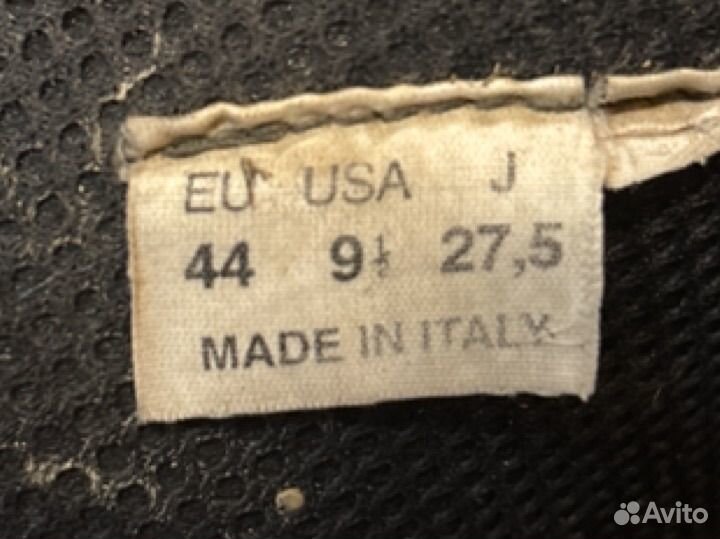 EU USA J
44 9½ 27,5
MADE IN ITALY
Avito